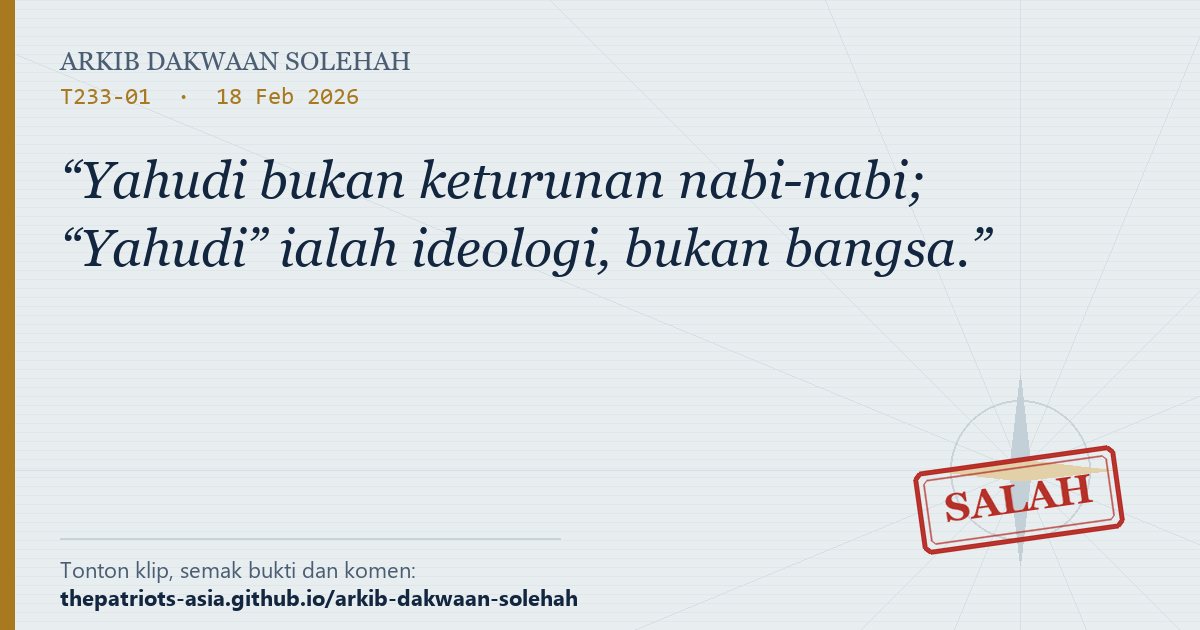 ARKIB DAKWAAN SOLEHAH
T233-01 · 18 Feb 2026
“Yahudi bukan keturunan nabi-nabi;
“Yahudi” ialah ideologi, bukan bangsa.”
SALAH
Tonton klip, semak bukti dan komen:
thepatriots-asia.github.io/arkib-dakwaan-solehah